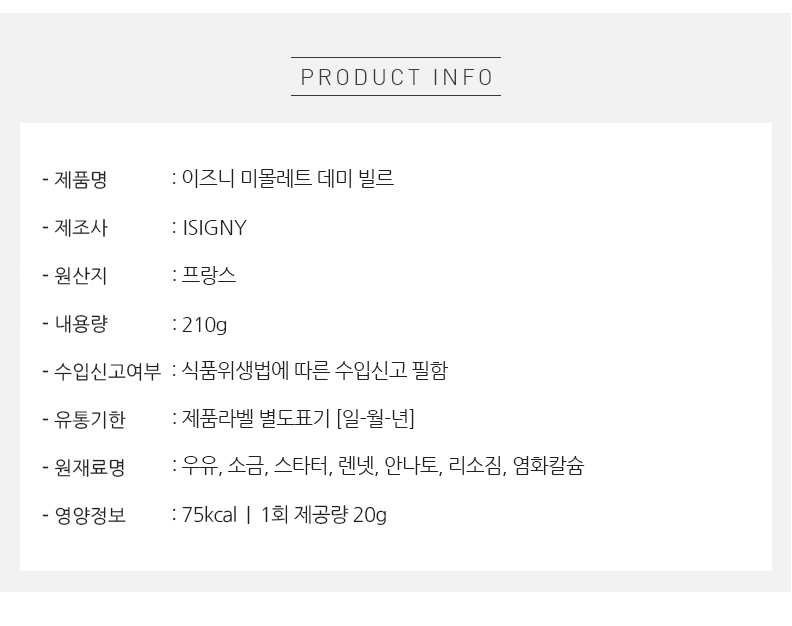 PRODUCT INFO
- 제품명 : 이즈니 미몰레트 데미 빌르
- 제조사 : ISIGNY
- 원산지 : 프랑스
- 내용량 : 210g
- 수입신고여부 : 식품위생법에 따른 수입신고 필함
- 유통기한 : 제품라벨 별도표기 [일-월-년]
- 원재료명 : 우유, 소금, 스타터, 렌넷, 안나토, 리소짐, 염화칼슘
- 영양정보 : 75kcal | 1회 제공량 20g